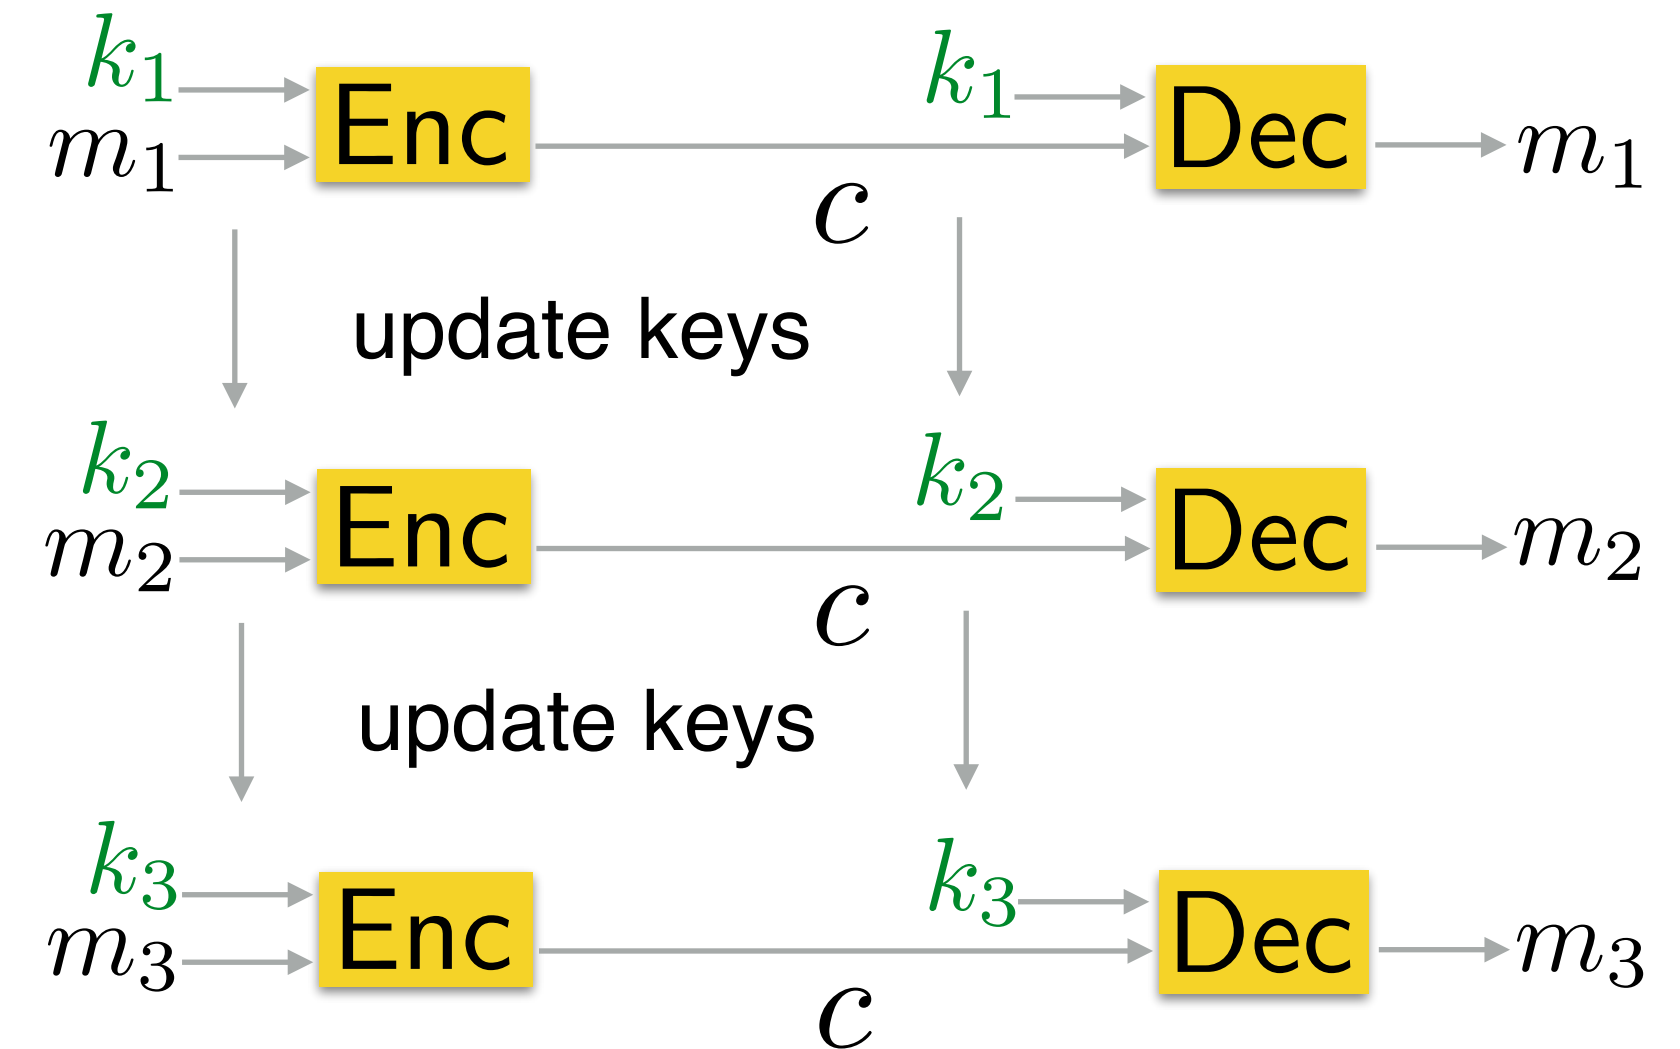 k₁ Enc k₁ Dec
m₁ m₁
c
update keys
k₂ Enc k₂ Dec
m₂ m₂
c
update keys
k₃ Enc k₃ Dec
m₃ m₃
c